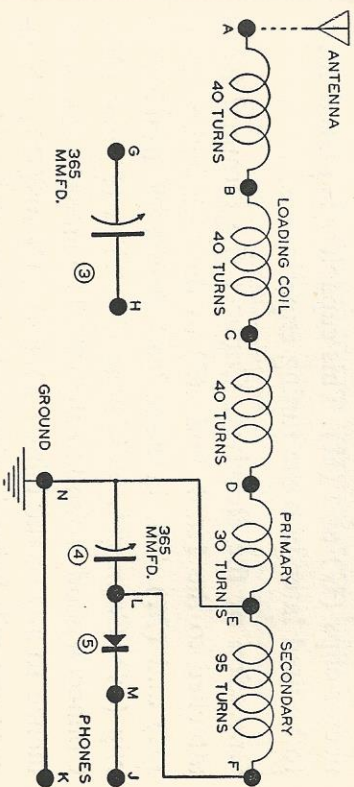 ANTENNA
LOADING COIL
PRIMARY
SECONDARY
A
B
C
D
E
F
40 TURNS
40 TURNS
40 TURNS
30 TURNS
95 TURNS
G
H
365
MMFD.
③
365
MMFD.
④
L
⑤
M
J
PHONES
GROUND
N
K